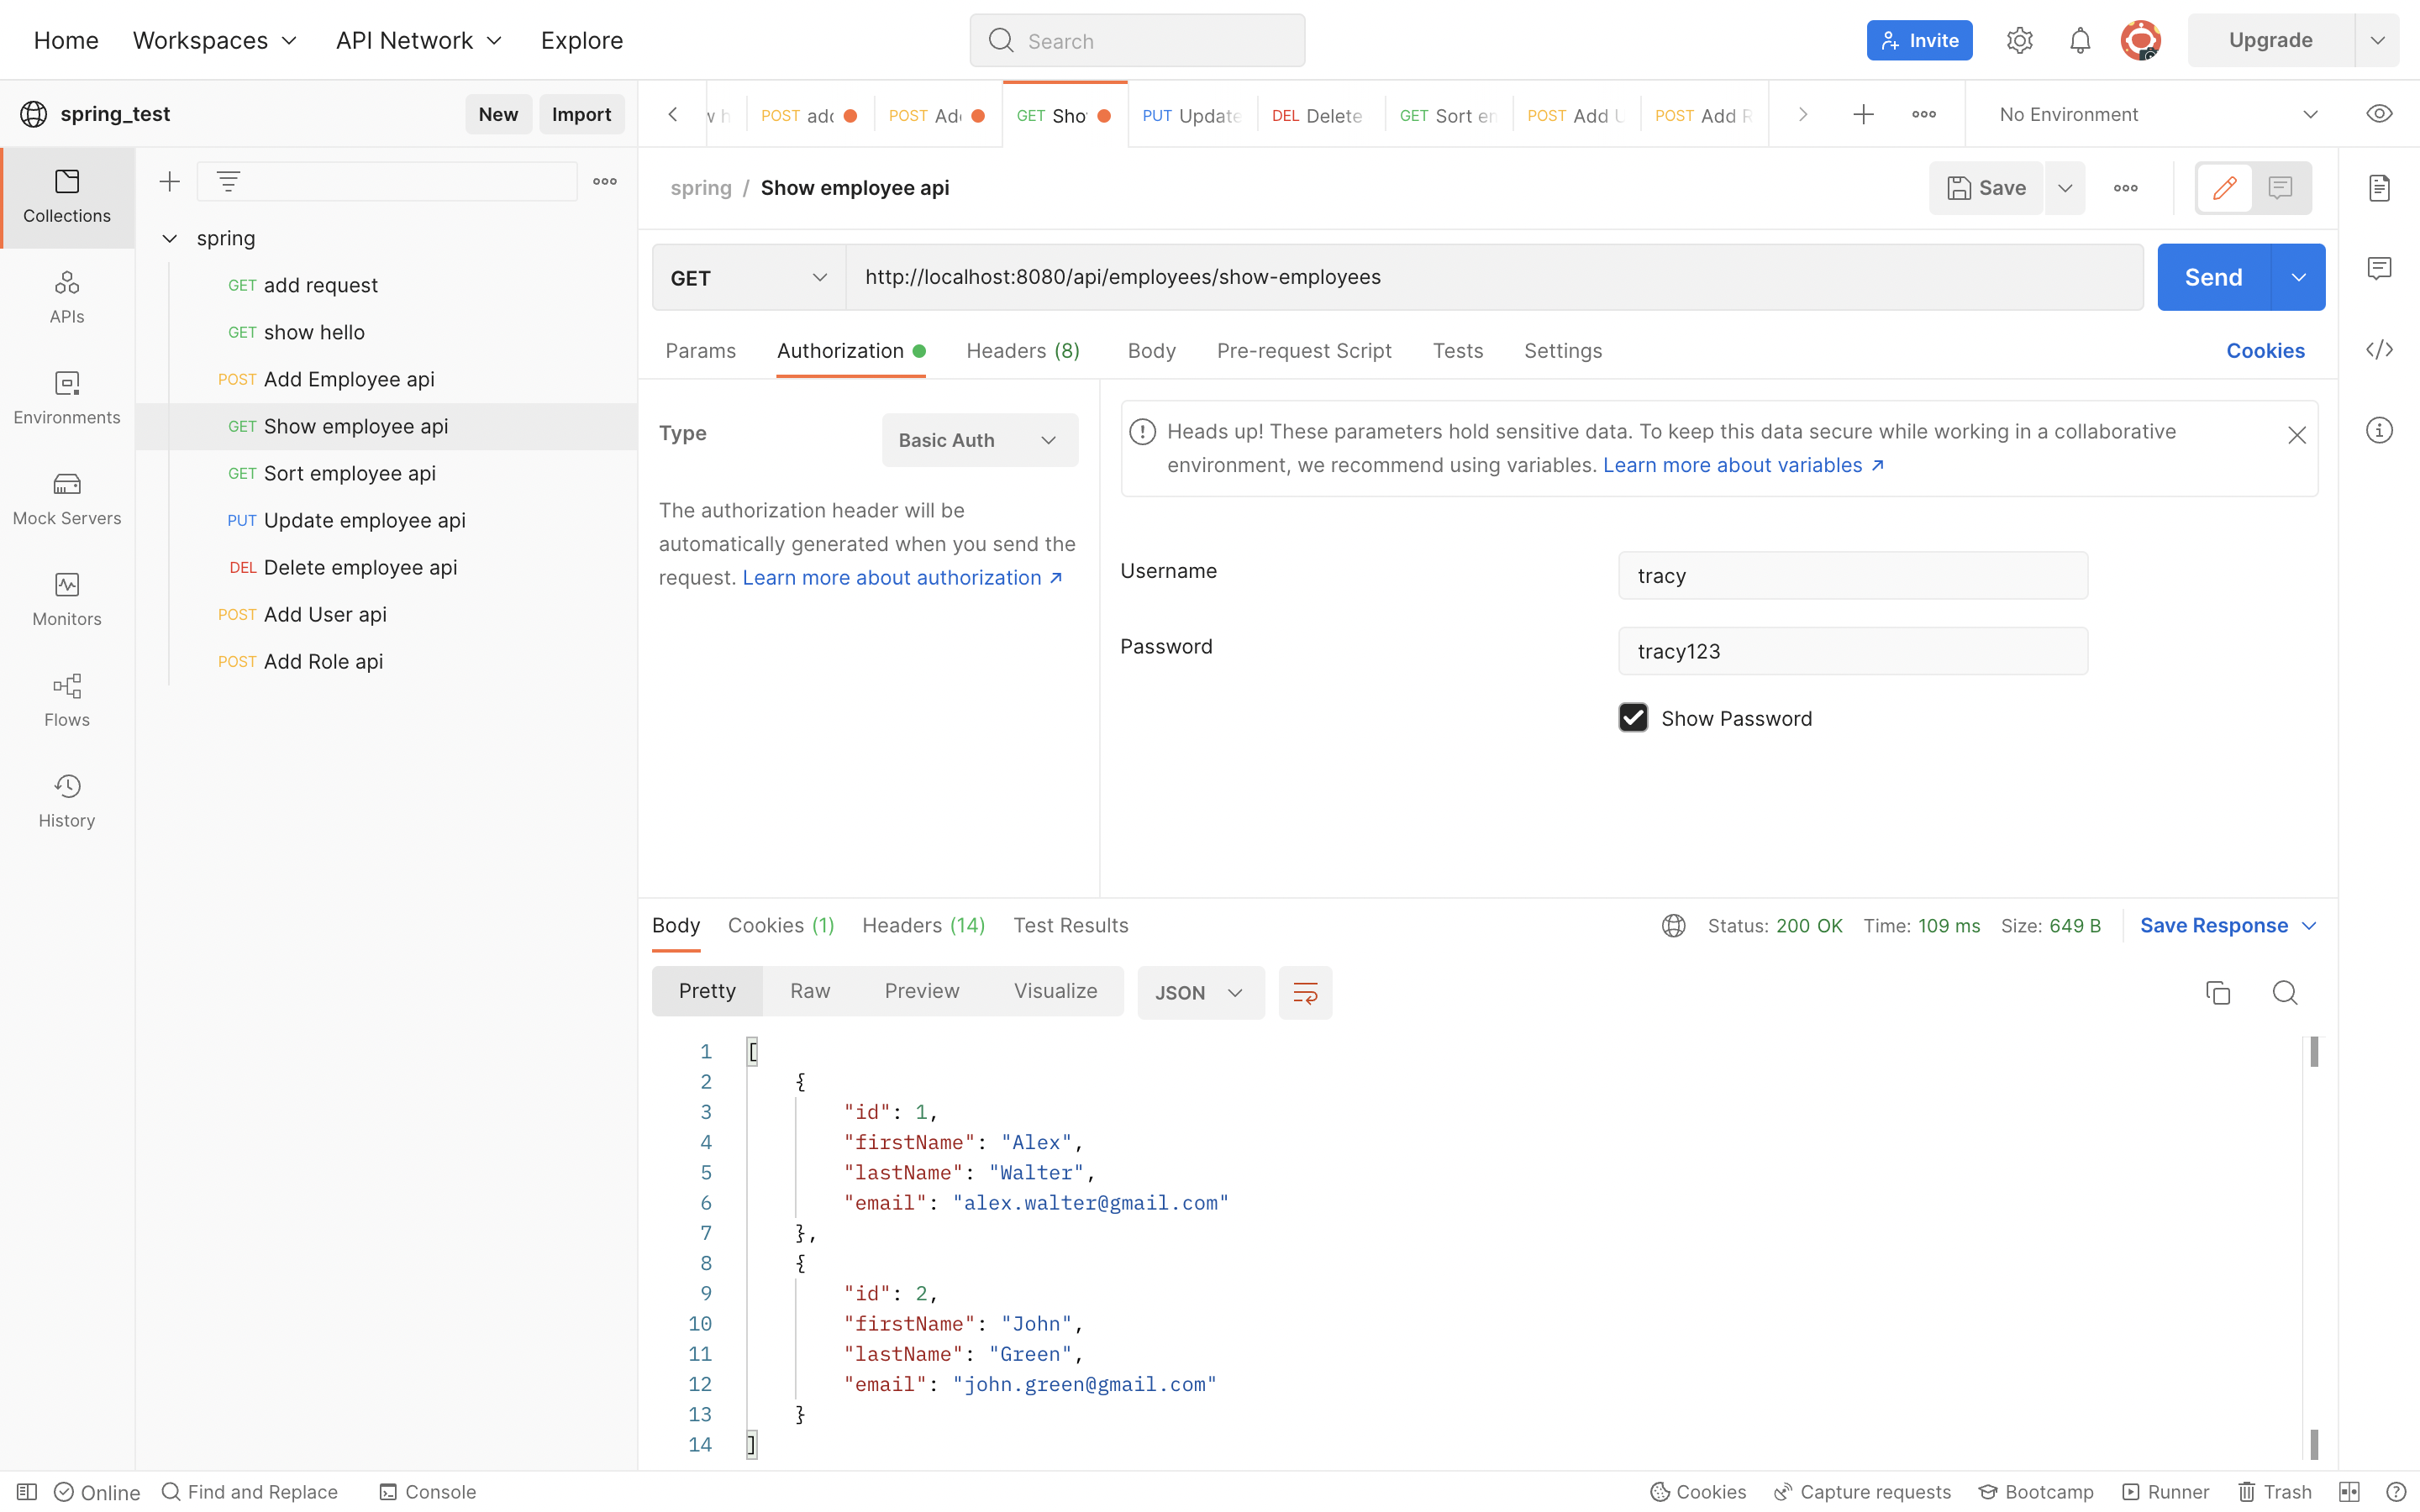 Home Workspaces API Network Explore Search Invite Upgrade
spring_test New Import
POST add POST Ad GET Sho PUT Update DEL Delete GET Sort en POST Add U POST Add R No Environment
Collections
APIs
Environments
Mock Servers
Monitors
Flows
History
spring
GET add request
GET show hello
POST Add Employee api
GET Show employee api
GET Sort employee api
PUT Update employee api
DEL Delete employee api
POST Add User api
POST Add Role api
spring / Show employee api Save
GET http://localhost:8080/api/employees/show-employees Send
Params Authorization Headers (8) Body Pre-request Script Tests Settings Cookies
Type Basic Auth
The authorization header will be
automatically generated when you send the
request. Learn more about authorization ↗
Heads up! These parameters hold sensitive data. To keep this data secure while working in a collaborative
environment, we recommend using variables. Learn more about variables ↗
Username tracy
Password tracy123
Show Password
Body Cookies (1) Headers (14) Test Results Status: 200 OK Time: 109 ms Size: 649 B Save Response
Pretty Raw Preview Visualize JSON
1 [
2 {
3 "id": 1,
4 "firstName": "Alex",
5 "lastName": "Walter",
6 "email": "alex.walter@gmail.com"
7 },
8 {
9 "id": 2,
10 "firstName": "John",
11 "lastName": "Green",
12 "email": "john.green@gmail.com"
13 }
14 ]
Online Find and Replace Console Cookies Capture requests Bootcamp Runner Trash